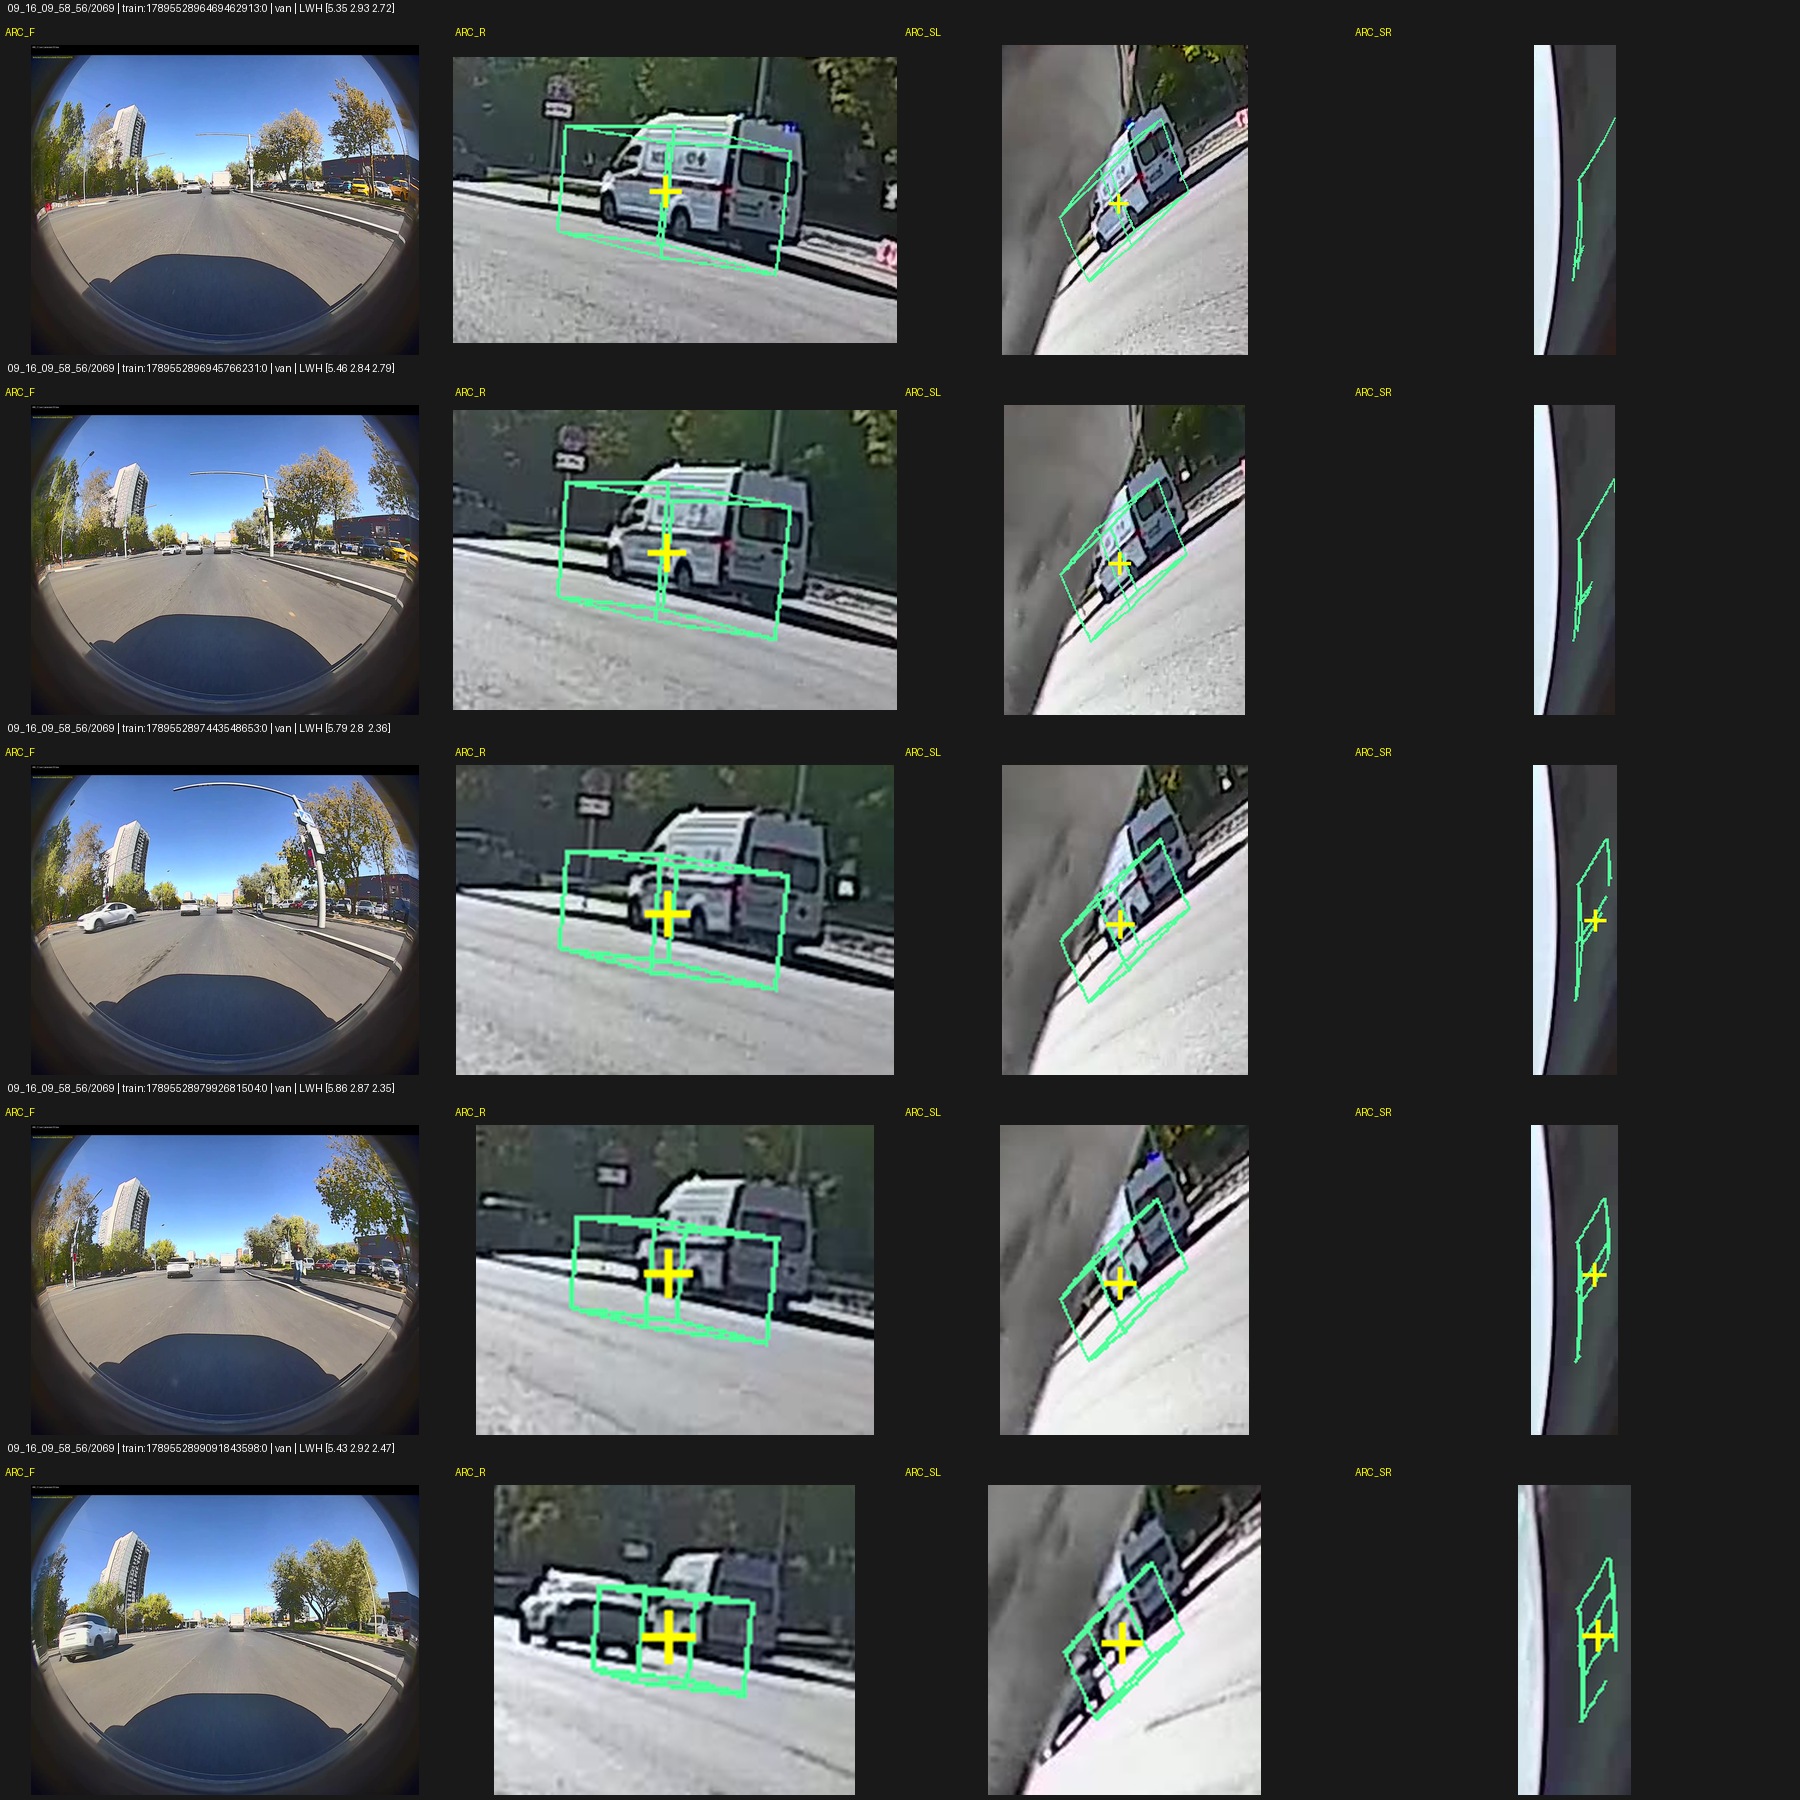 09_16_09_58_56/2069 | train:1789552896469462913:0 | van | LWH [5.35 2.93 2.72]
ARC_F
ARC_R
ARC_SL
ARC_SR
09_16_09_58_56/2069 | train:1789552896945766231:0 | van | LWH [5.46 2.84 2.79]
ARC_F
ARC_R
ARC_SL
ARC_SR
09_16_09_58_56/2069 | train:1789552897443548653:0 | van | LWH [5.79 2.8  2.36]
ARC_F
ARC_R
ARC_SL
ARC_SR
09_16_09_58_56/2069 | train:1789552897992681504:0 | van | LWH [5.86 2.87 2.35]
ARC_F
ARC_R
ARC_SL
ARC_SR
09_16_09_58_56/2069 | train:1789552899091843598:0 | van | LWH [5.43 2.92 2.47]
ARC_F
ARC_R
ARC_SL
ARC_SR